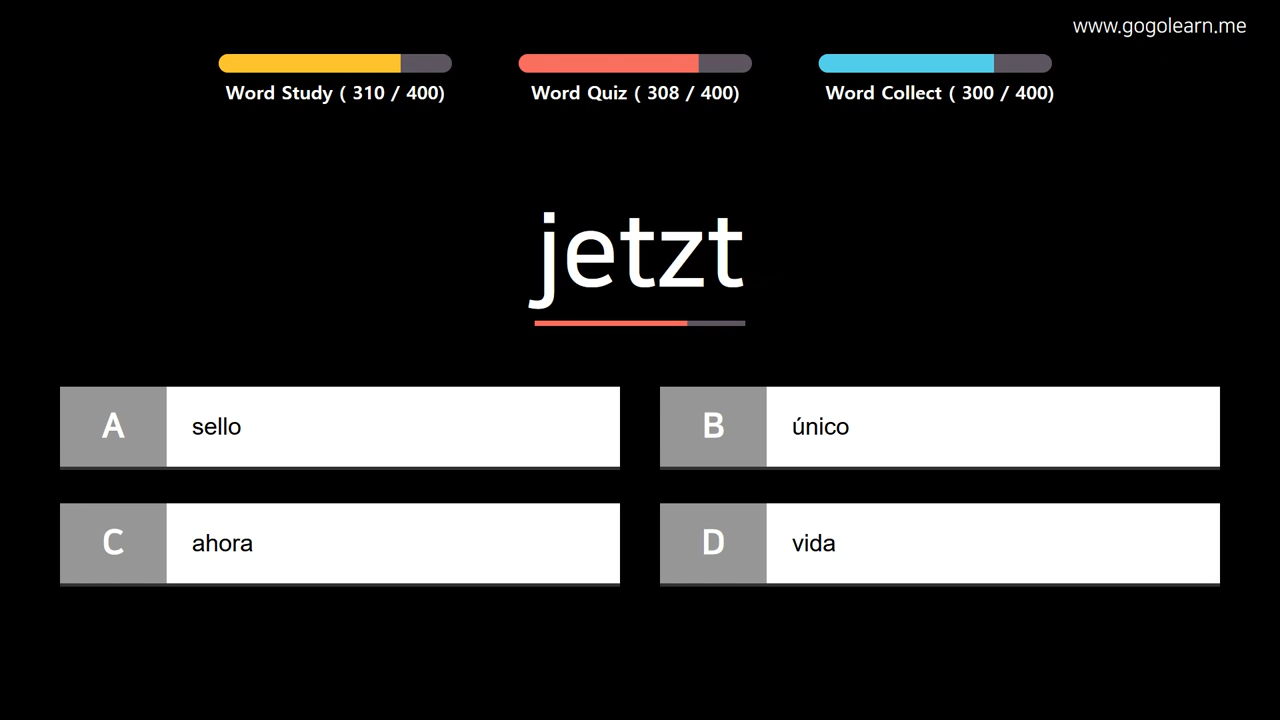 www.gogolearn.me
Word Study ( 310 / 400)
Word Quiz ( 308 / 400)
Word Collect ( 300 / 400)
jetzt
A sello
B único
C ahora
D vida